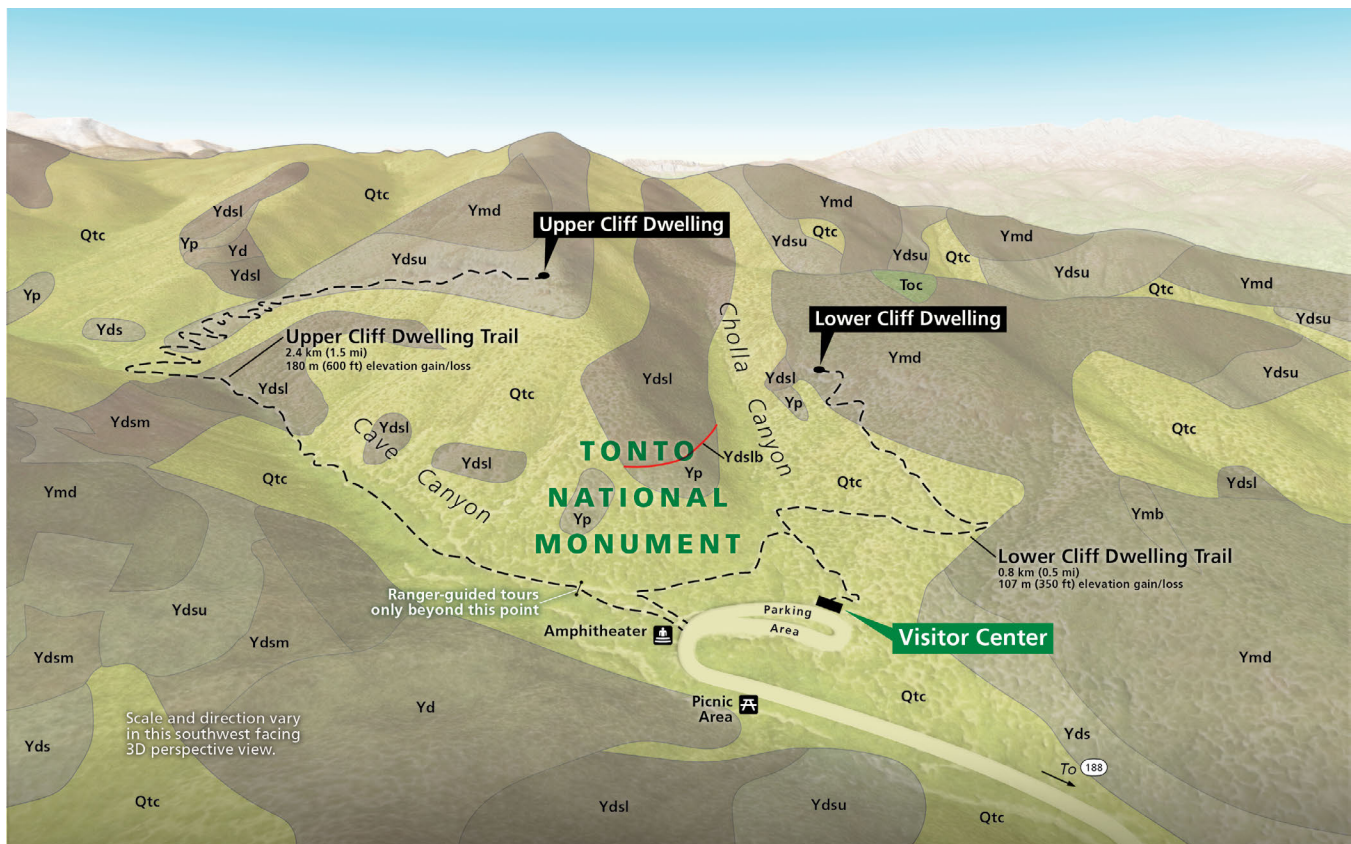 Qtc
Ydsl
Qtc
Yp
Yd
Ydsl
Ymd
Ydsu
Upper Cliff Dwelling
Ymd
Qtc
Ydsu
Ydsu
Qtc
Ymd
Ydsu
Toc
Ymd
Qtc
Ydsu
Yp
Yds
Upper Cliff Dwelling Trail
2.4 km (1.5 mi)
180 m (600 ft) elevation gain/loss
Lower Cliff Dwelling
Ymd
Ydsu
Cholla
Canyon
Ydsl
Yp
Ydsl
Qtc
Ydsl
Ydsm
Ydsl
Cave
Canyon
Ydsl
Qtc
Ymd
TONTO
NATIONAL
MONUMENT
Ydslb
Yp
Yp
Qtc
Qtc
Ydsl
Ymb
Lower Cliff Dwelling Trail
0.8 km (0.5 mi)
107 m (350 ft) elevation gain/loss
Ranger-guided tours
only beyond this point
Amphitheater
Parking
Area
Visitor Center
Ydsu
Ydsm
Ydsm
Ymd
Picnic
Area
Qtc
Yd
Scale and direction vary
in this southwest facing
3D perspective view.
Yds
Yds
To 188
Qtc
Ydsl
Ydsu
Qtc